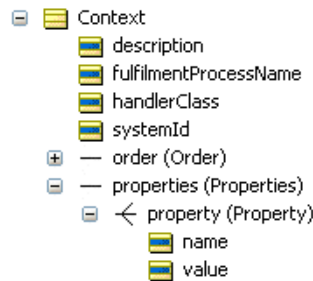 Context
description
fulfilmentProcessName
handlerClass
systemId
order (Order)
properties (Properties)
property (Property)
name
value